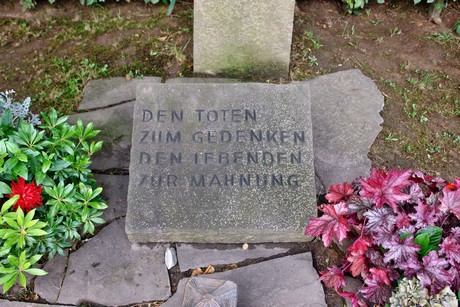 DEN TOTEN
ZUM GEDENKEN
DEN LEBENDEN
ZUR MAHNUNG